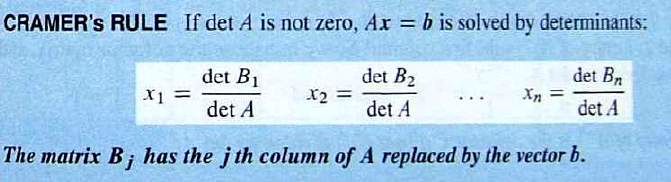 CRAMER's RULE If det A is not zero, Ax = b is solved by determinants:
x₁ = det B₁ / det A    x₂ = det B₂ / det A    . . .    xₙ = det Bₙ / det A
The matrix Bⱼ has the j th column of A replaced by the vector b.